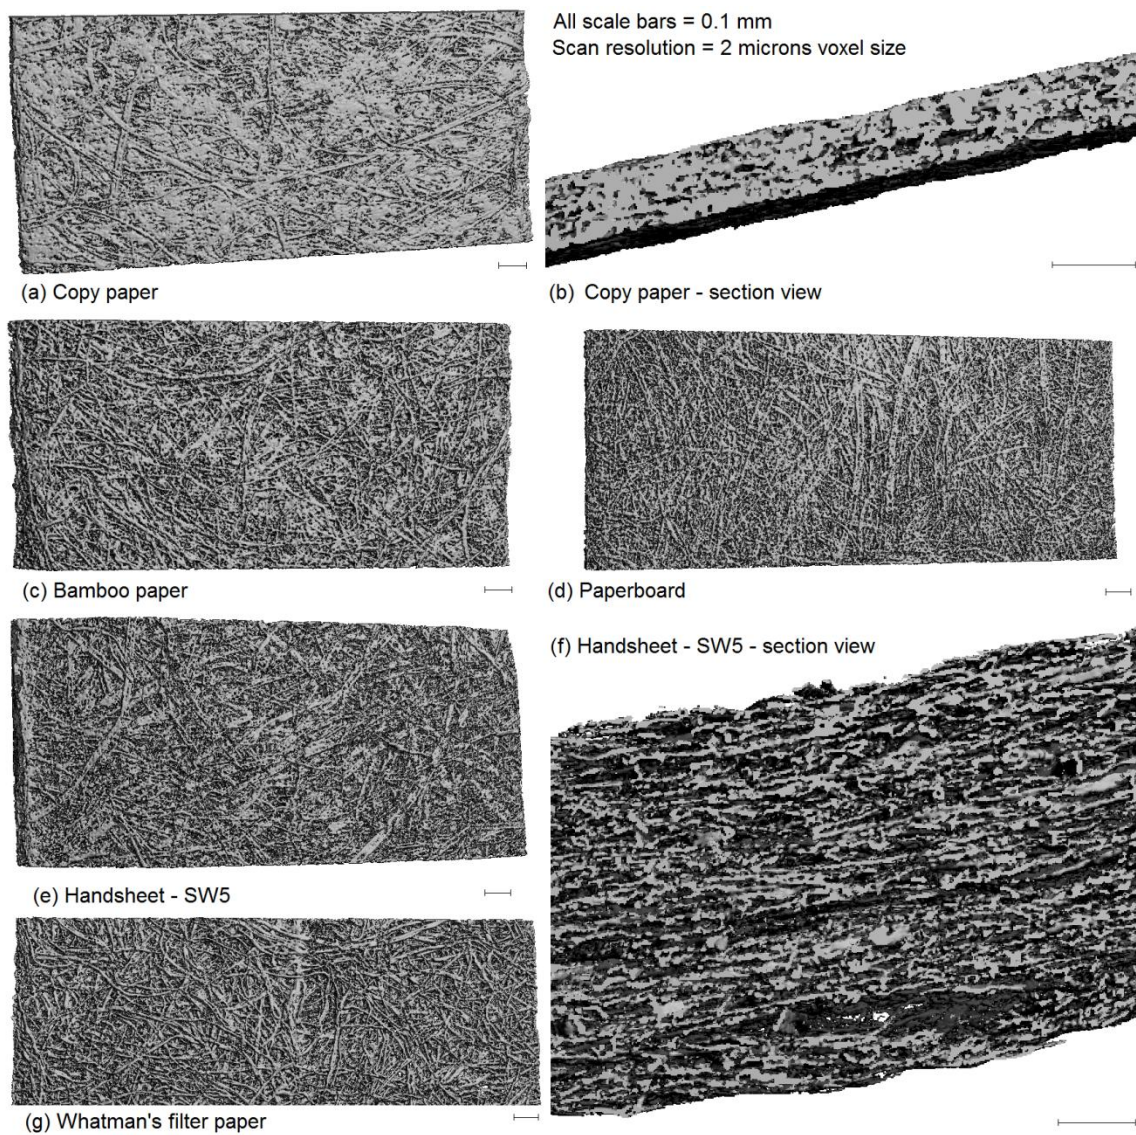 All scale bars = 0.1 mm
Scan resolution = 2 microns voxel size
(a) Copy paper
(b) Copy paper - section view
(c) Bamboo paper
(d) Paperboard
(f) Handsheet - SW5 - section view
(e) Handsheet - SW5
(g) Whatman's filter paper